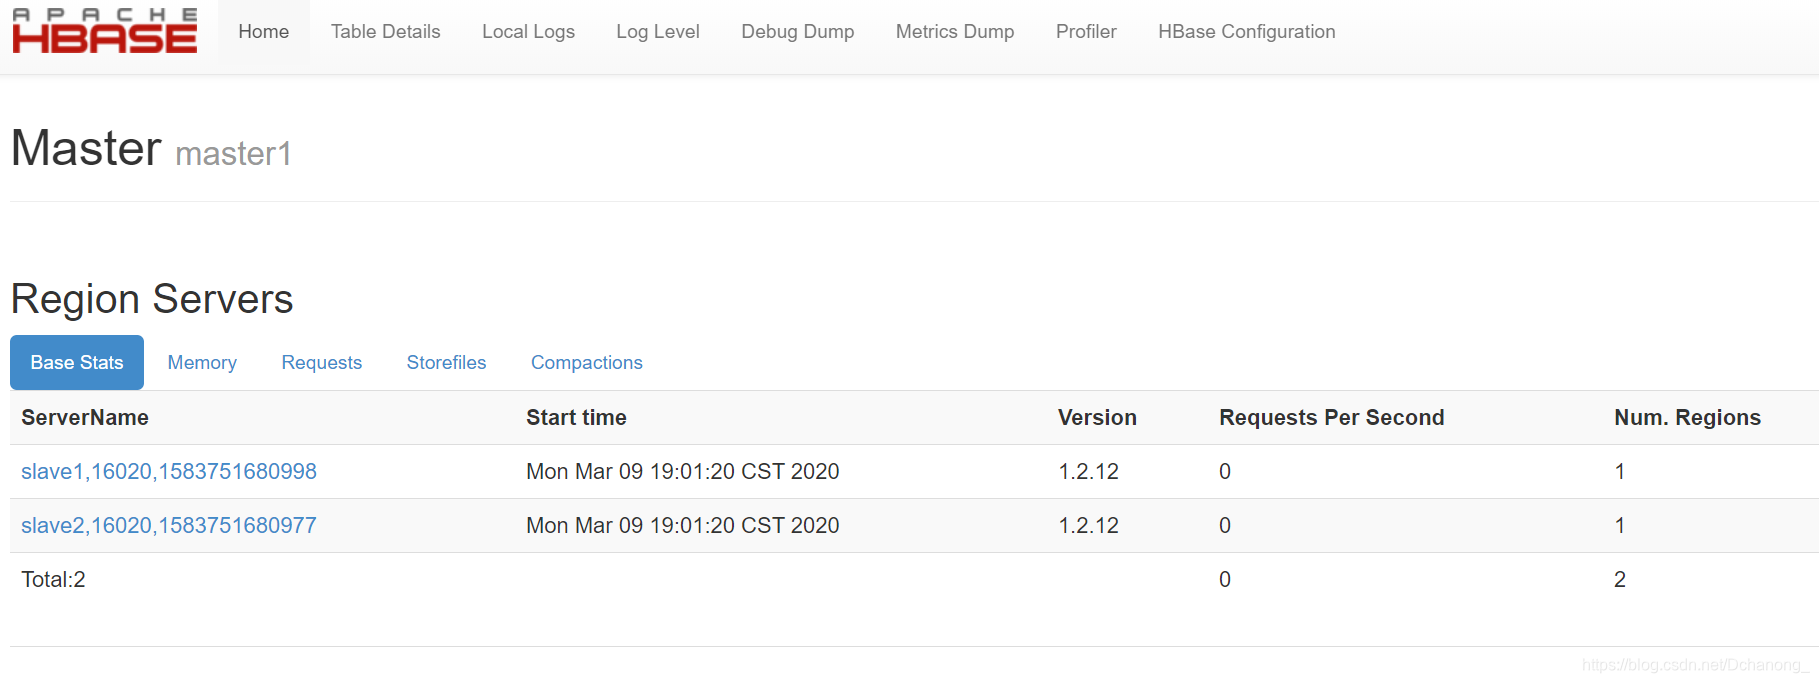 APACHE
HBASE
Home Table Details Local Logs Log Level Debug Dump Metrics Dump Profiler HBase Configuration
Master master1
Region Servers
Base Stats Memory Requests Storefiles Compactions
ServerName Start time Version Requests Per Second Num. Regions
slave1,16020,1583751680998 Mon Mar 09 19:01:20 CST 2020 1.2.12 0 1
slave2,16020,1583751680977 Mon Mar 09 19:01:20 CST 2020 1.2.12 0 1
Total:2 0 2
https://blog.csdn.net/Dchanong_